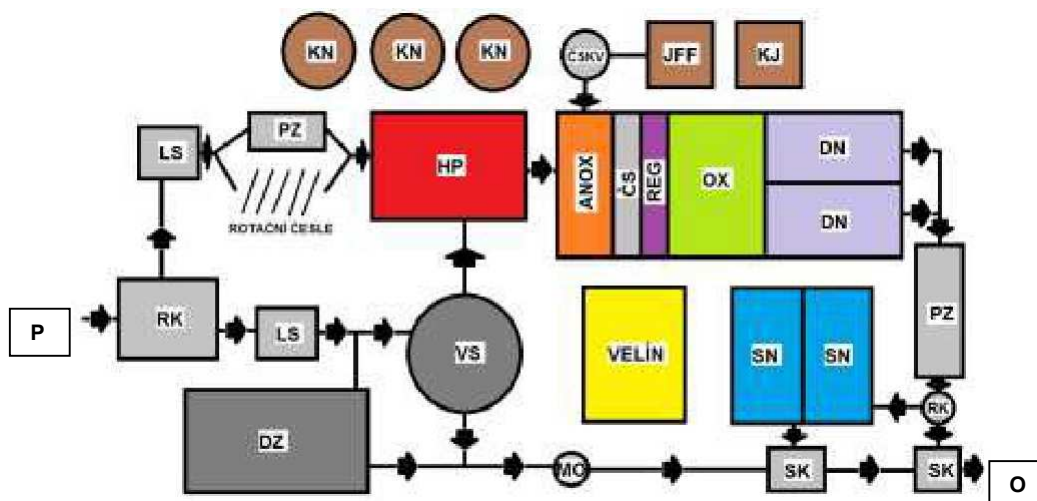 KN KN KN ČSKV JFF KJ
LS PZ HP ANOX ČS REG OX DN
DN
ROTAČNÍ ČESLE
P RK LS VS VELÍN SN SN PZ
RK
DZ MO SK SK O